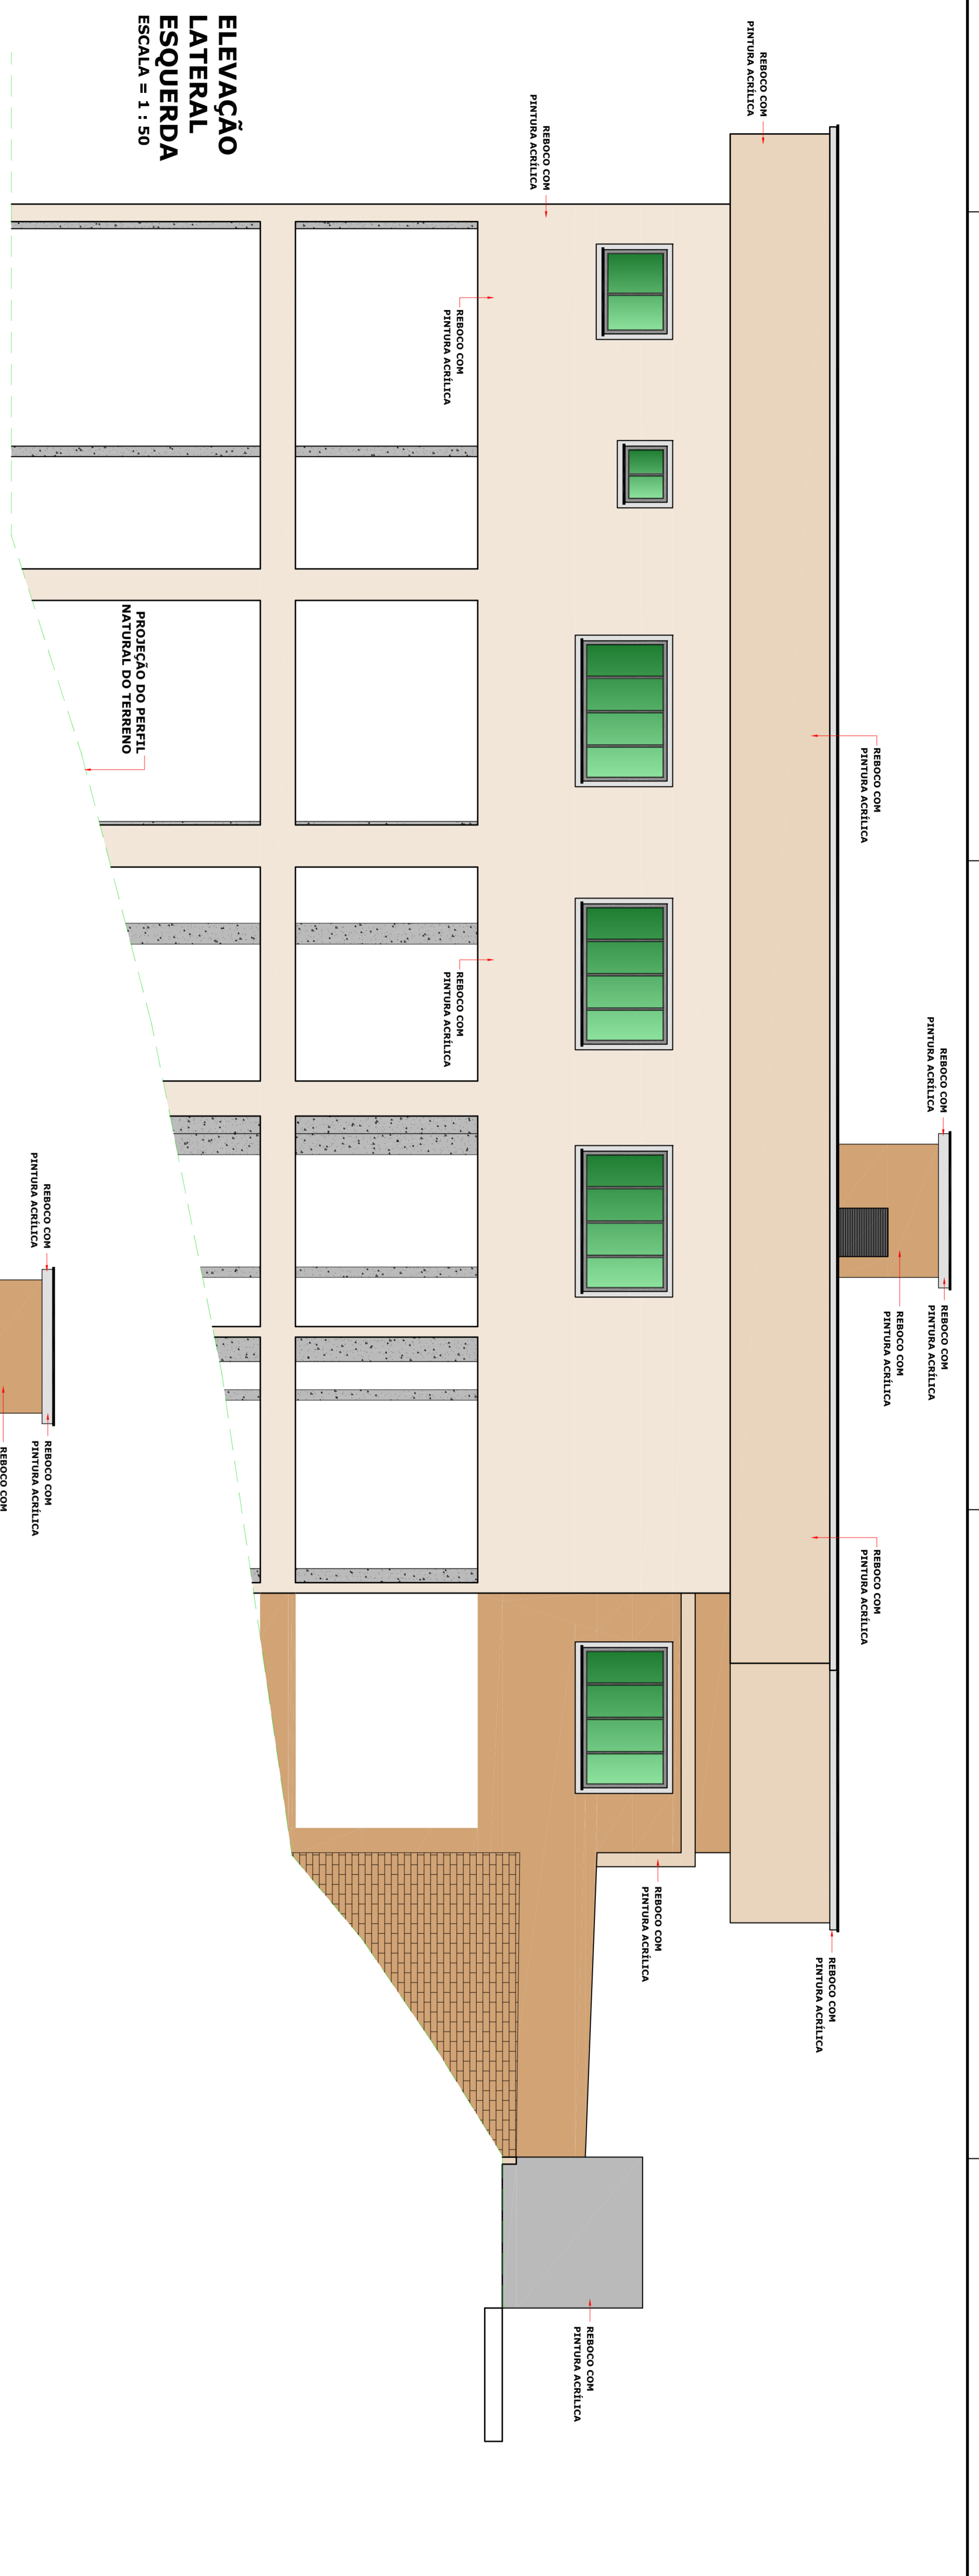 ELEVAÇÃO
LATERAL
ESQUERDA
ESCALA = 1 : 50
REBOCO COM
PINTURA ACRÍLICA
REBOCO COM
PINTURA ACRÍLICA
REBOCO COM
PINTURA ACRÍLICA
PROJEÇÃO DO PERFIL
NATURAL DO TERRENO
REBOCO COM
PINTURA ACRÍLICA
REBOCO COM
PINTURA ACRÍLICA
REBOCO COM
PINTURA ACRÍLICA
REBOCO COM
PINTURA ACRÍLICA
REBOCO COM
PINTURA ACRÍLICA
REBOCO COM
PINTURA ACRÍLICA
REBOCO COM
PINTURA ACRÍLICA
REBOCO COM
PINTURA ACRÍLICA
REBOCO COM
PINTURA ACRÍLICA
REBOCO COM
PINTURA ACRÍLICA
REBOCO COM
PINTURA ACRÍLICA
REBOCO COM